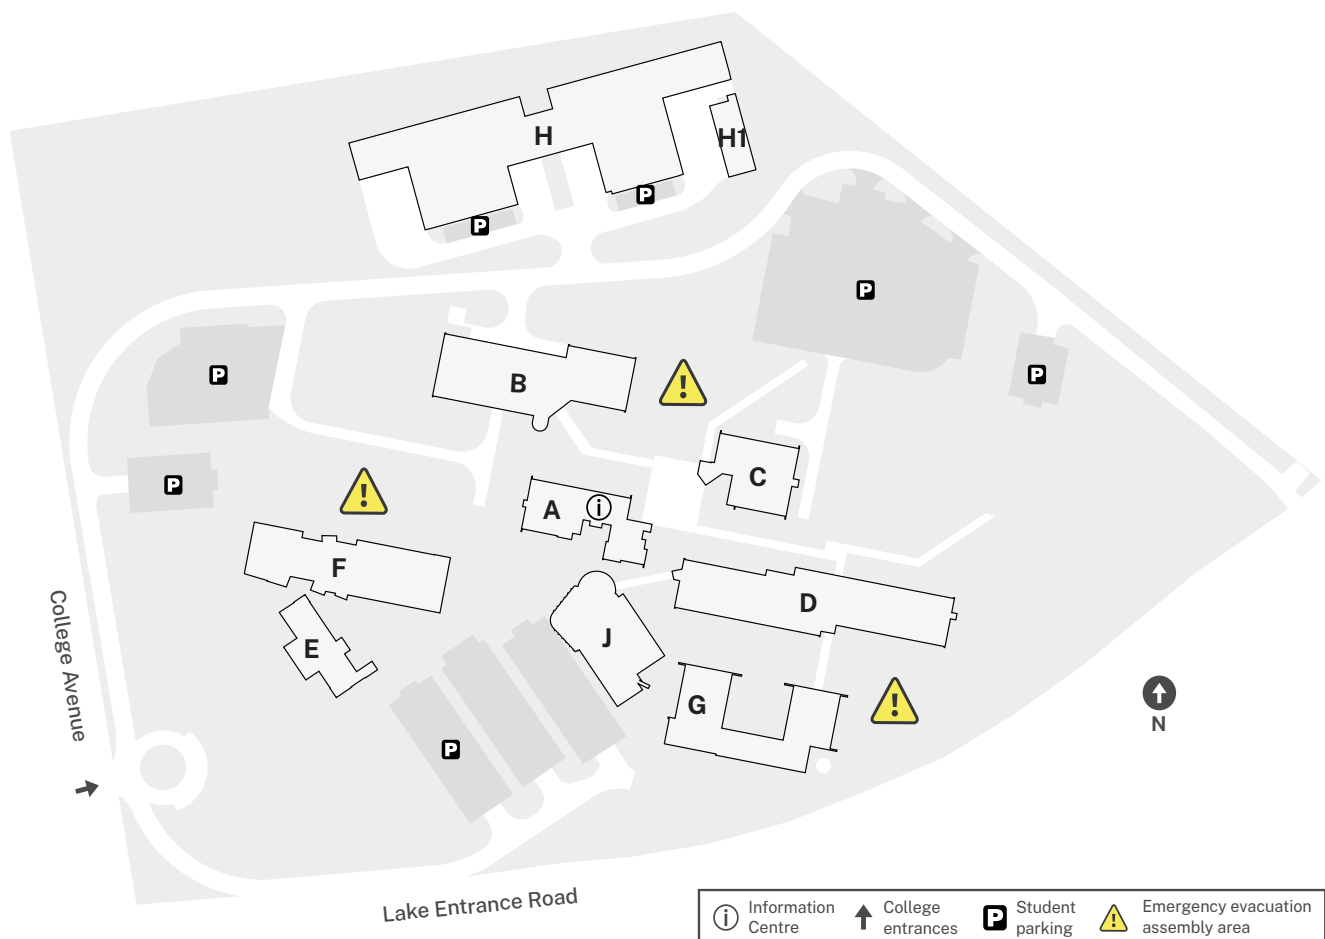 H
H1
P
P
P
P
B
P
C
P
A
i
F
D
College Avenue
J
E
G
P
N
Lake Entrance Road
i Information
Centre
College
entrances
P Student
parking
Emergency evacuation
assembly area